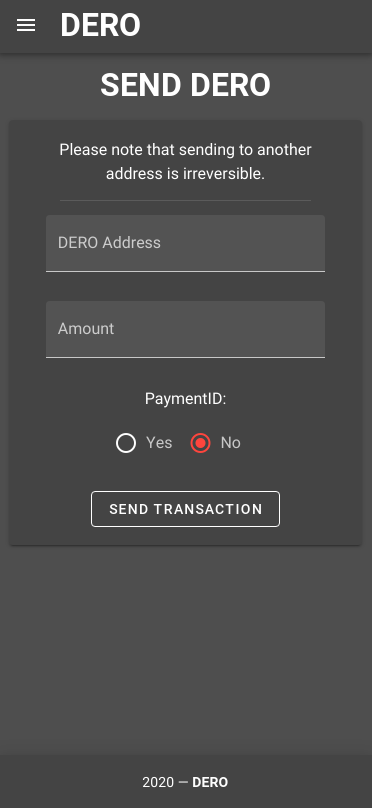 DERO
SEND DERO
Please note that sending to another
address is irreversible.
DERO Address
Amount
PaymentID:
Yes No
SEND TRANSACTION
2020 — DERO